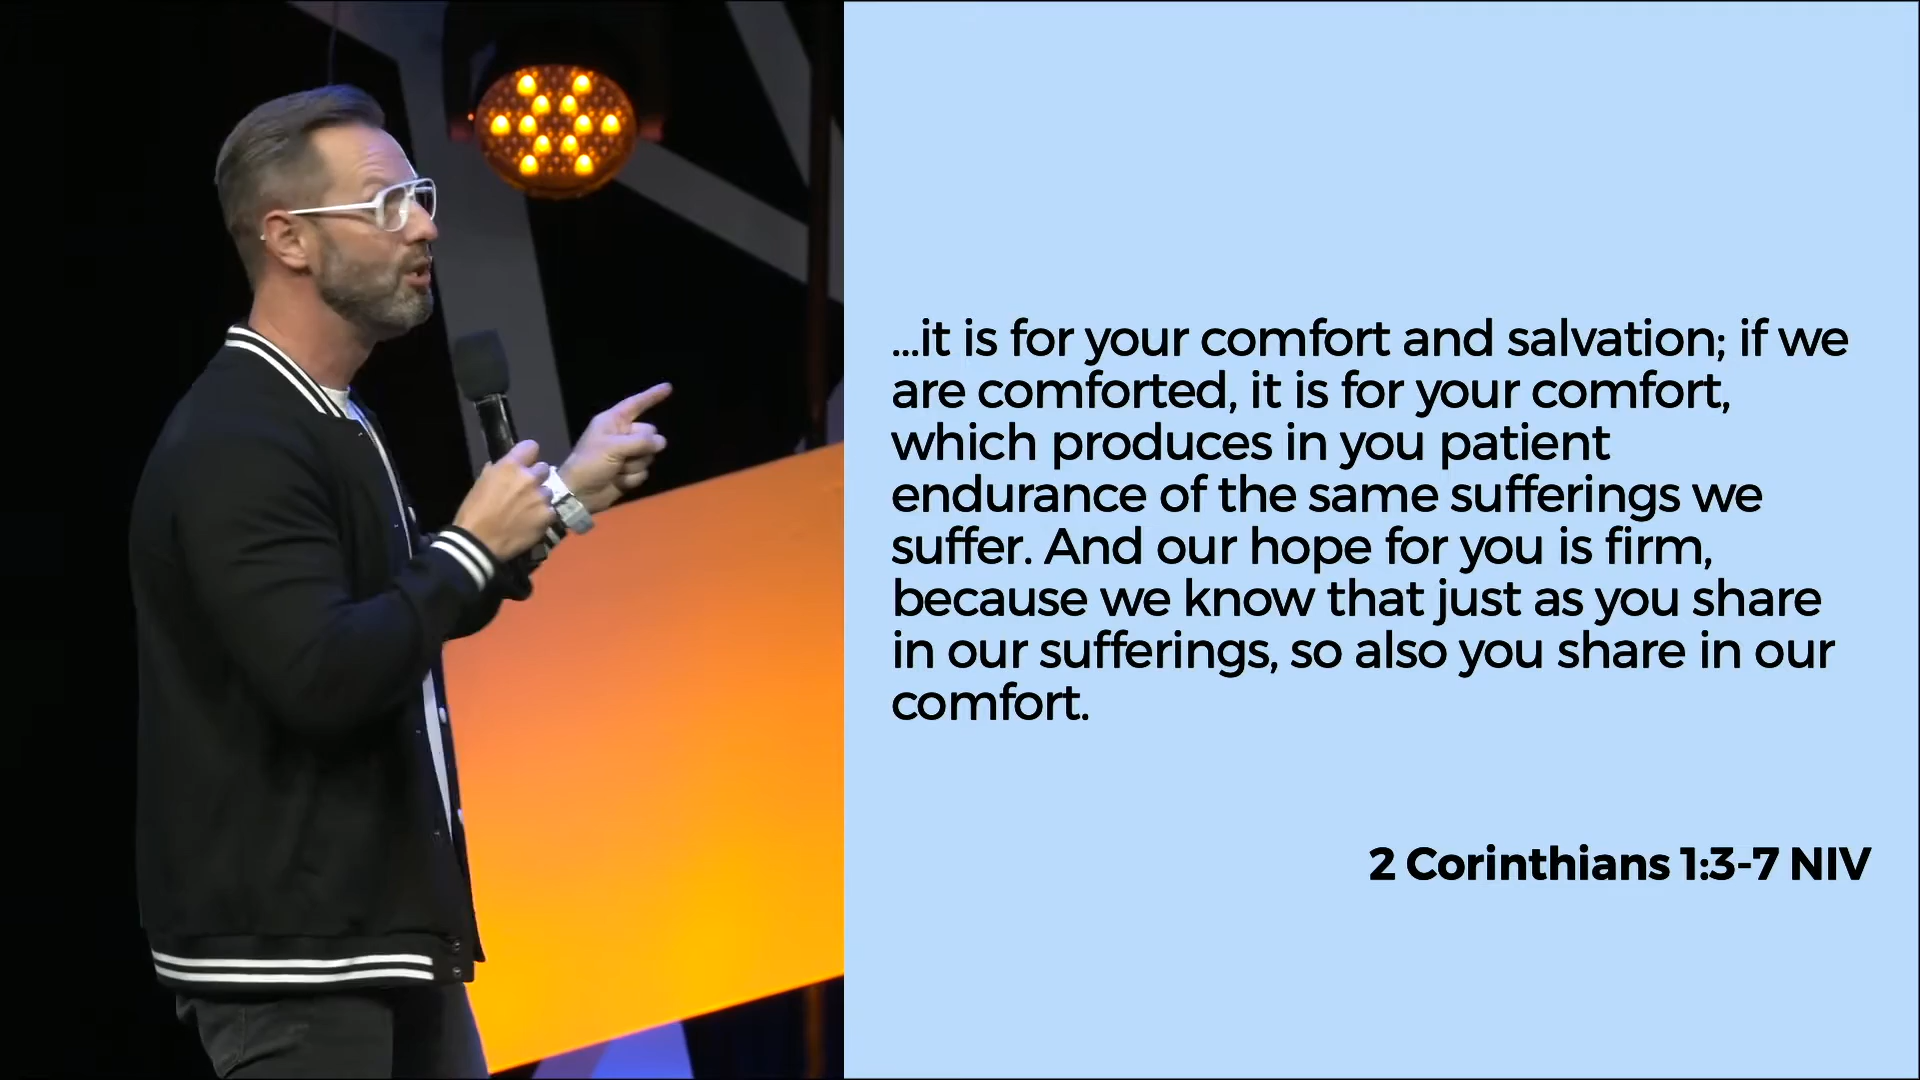 ...it is for your comfort and salvation; if we
are comforted, it is for your comfort,
which produces in you patient
endurance of the same sufferings we
suffer. And our hope for you is firm,
because we know that just as you share
in our sufferings, so also you share in our
comfort.
2 Corinthians 1:3-7 NIV